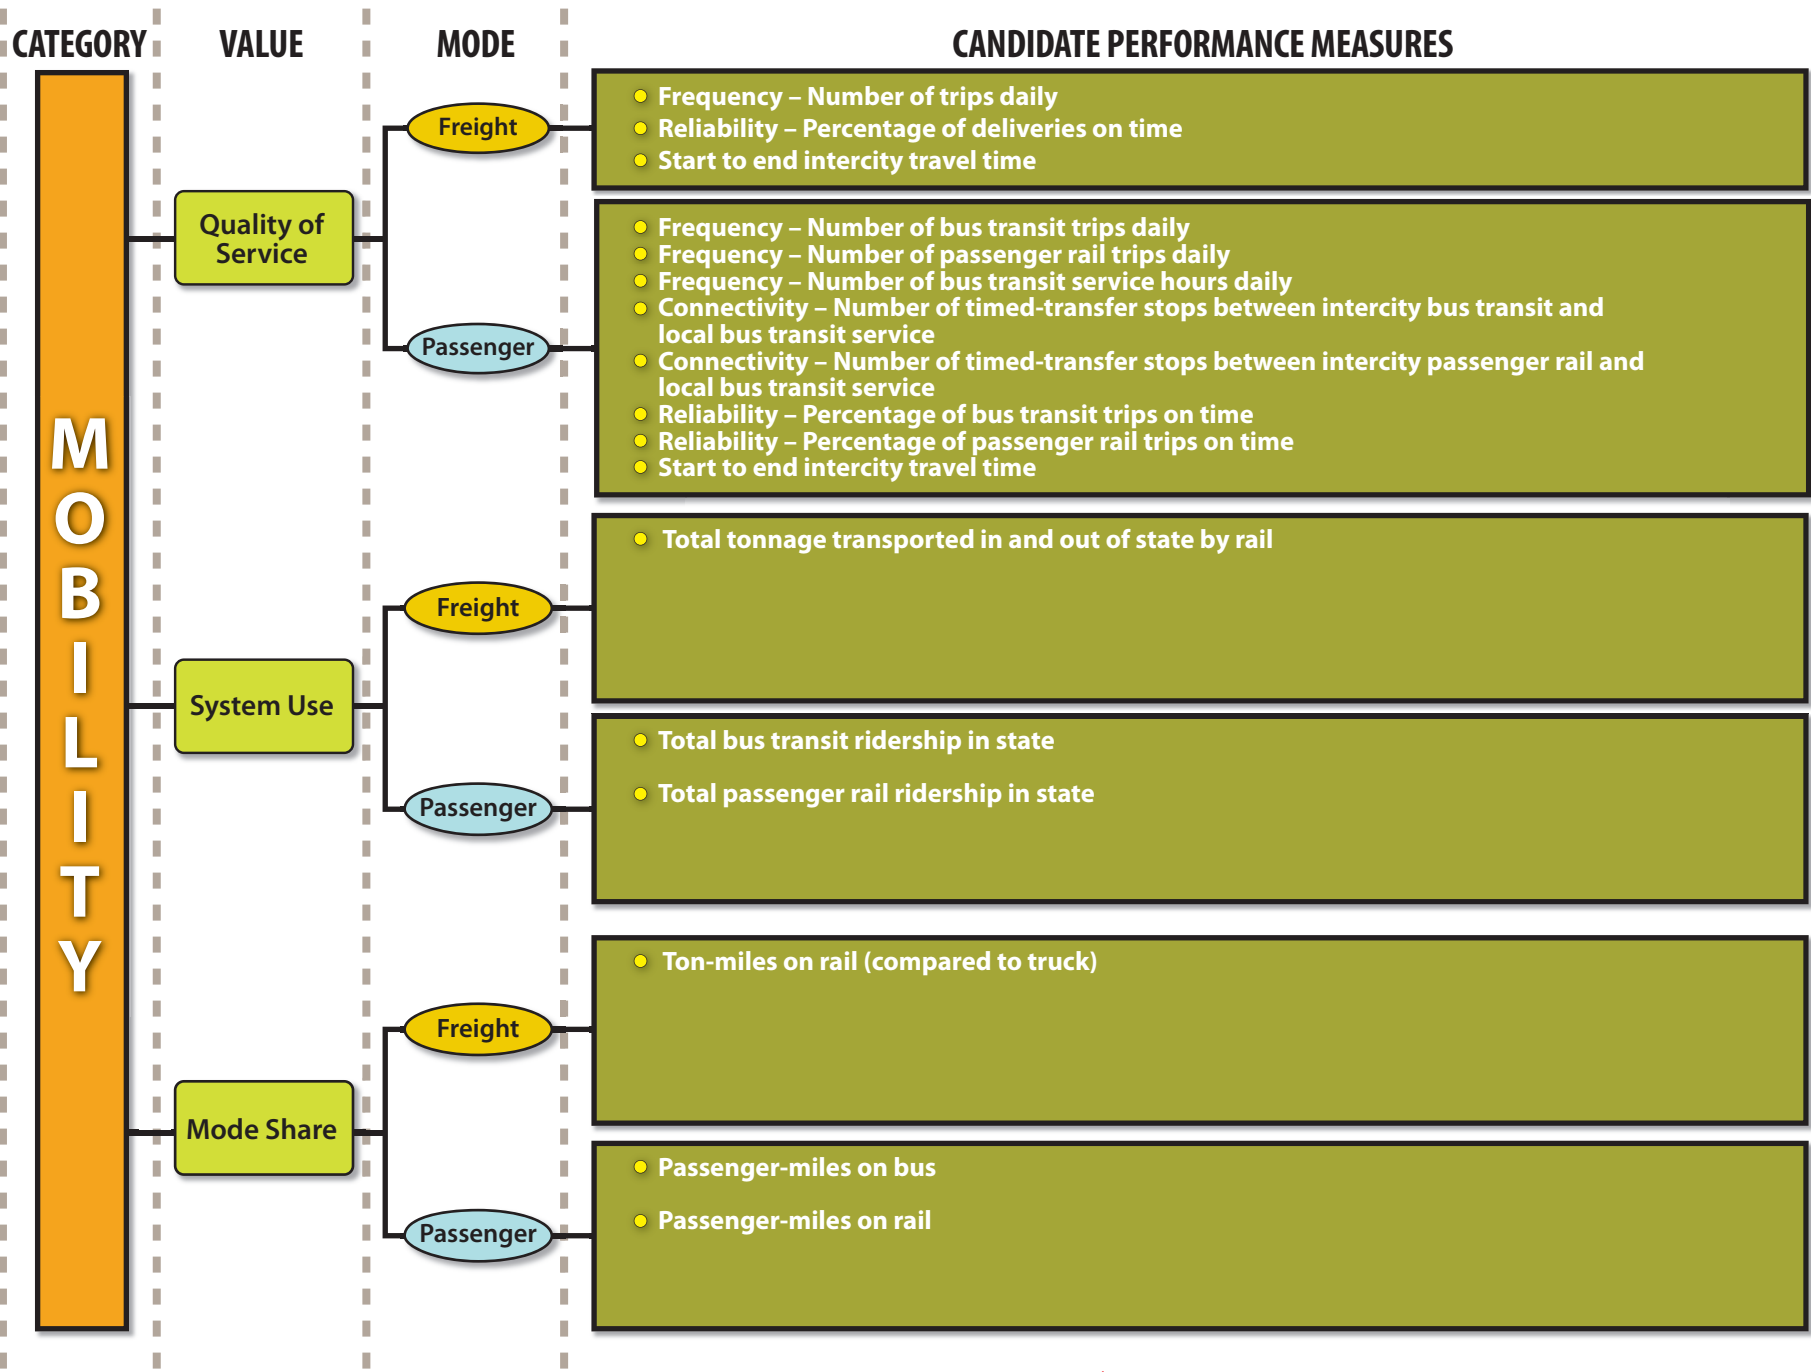 CATEGORY VALUE MODE CANDIDATE PERFORMANCE MEASURES
MOBILITY
Quality of
Service
Freight
Frequency – Number of trips daily
Reliability – Percentage of deliveries on time
Start to end intercity travel time
Passenger
Frequency – Number of bus transit trips daily
Frequency – Number of passenger rail trips daily
Frequency – Number of bus transit service hours daily
Connectivity – Number of timed-transfer stops between intercity bus transit and
local bus transit service
Connectivity – Number of timed-transfer stops between intercity passenger rail and
local bus transit service
Reliability – Percentage of bus transit trips on time
Reliability – Percentage of passenger rail trips on time
Start to end intercity travel time
System Use
Freight
Total tonnage transported in and out of state by rail
Passenger
Total bus transit ridership in state
Total passenger rail ridership in state
Mode Share
Freight
Ton-miles on rail (compared to truck)
Passenger
Passenger-miles on bus
Passenger-miles on rail